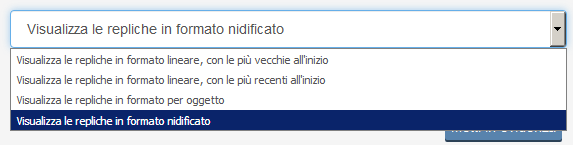 Visualizza le repliche in formato nidificato
Visualizza le repliche in formato lineare, con le più vecchie all'inizio
Visualizza le repliche in formato lineare, con le più recenti all'inizio
Visualizza le repliche in formato per oggetto
Visualizza le repliche in formato nidificato